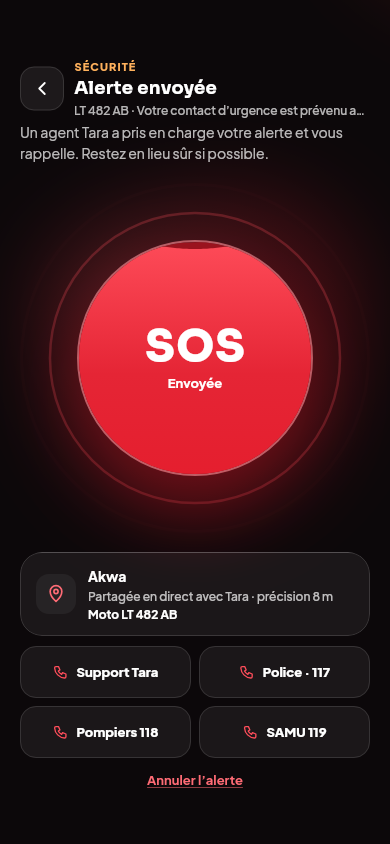 SÉCURITÉ
Alerte envoyée
LT 482 AB · Votre contact d'urgence est prévenu a…
Un agent Tara a pris en charge votre alerte et vous
rappelle. Restez en lieu sûr si possible.
SOS
Envoyée
Akwa
Partagée en direct avec Tara · précision 8 m
Moto LT 482 AB
Support Tara
Police · 117
Pompiers 118
SAMU 119
Annuler l'alerte